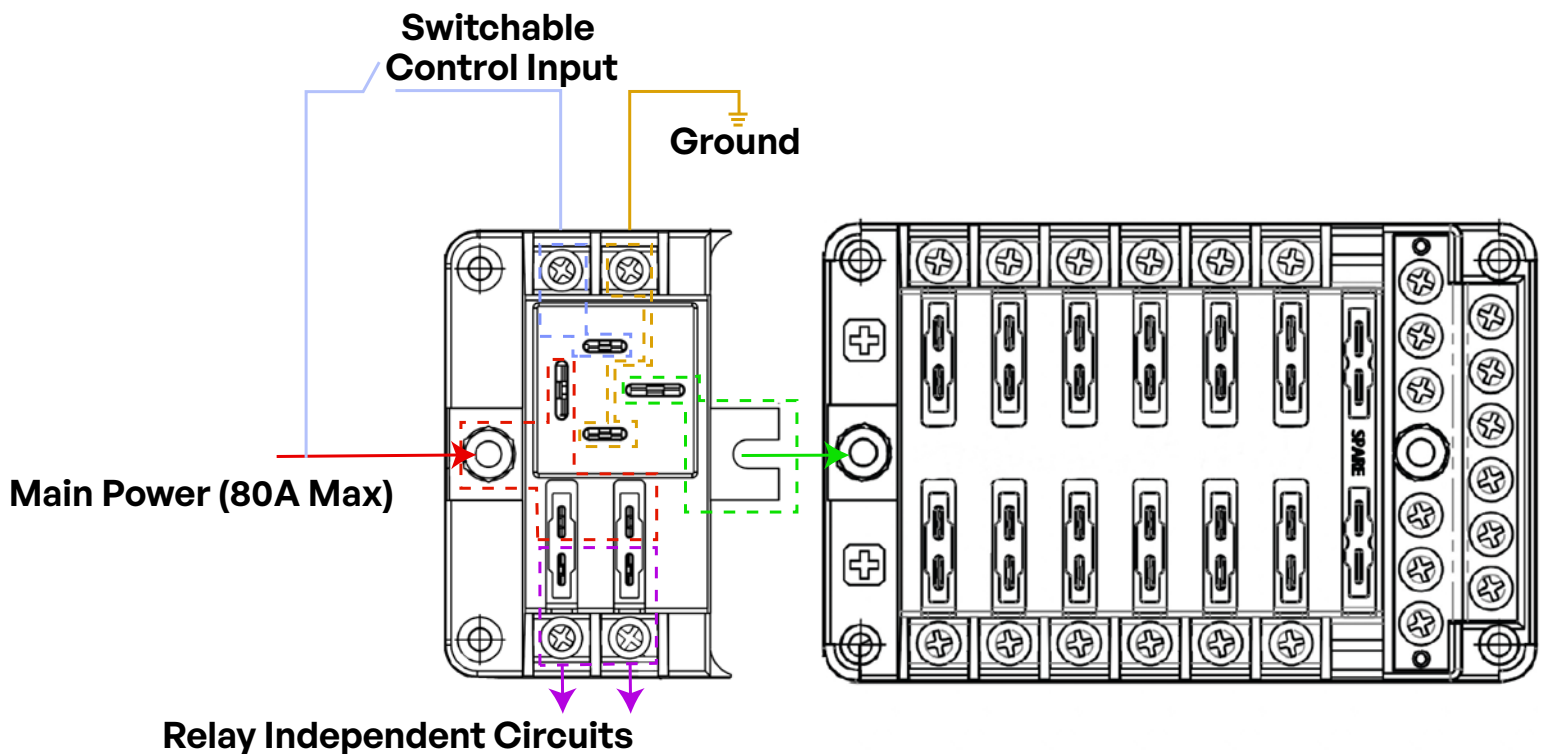 Switchable
Control Input
Ground
Main Power (80A Max)
SPARE
Relay Independent Circuits